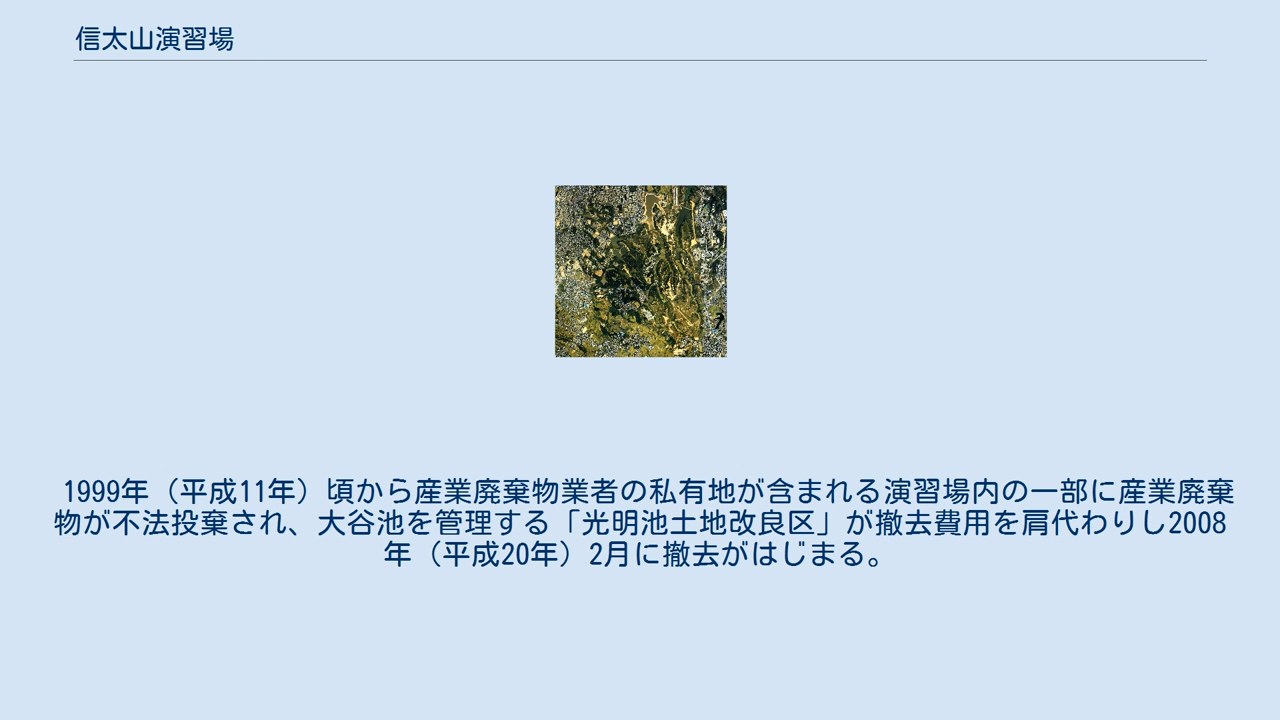 信太山演習場
1999年（平成11年）頃から産業廃棄物業者の私有地が含まれる演習場内の一部に産業廃棄
物が不法投棄され、大谷池を管理する「光明池土地改良区」が撤去費用を肩代わりし2008
年（平成20年）2月に撤去がはじまる。